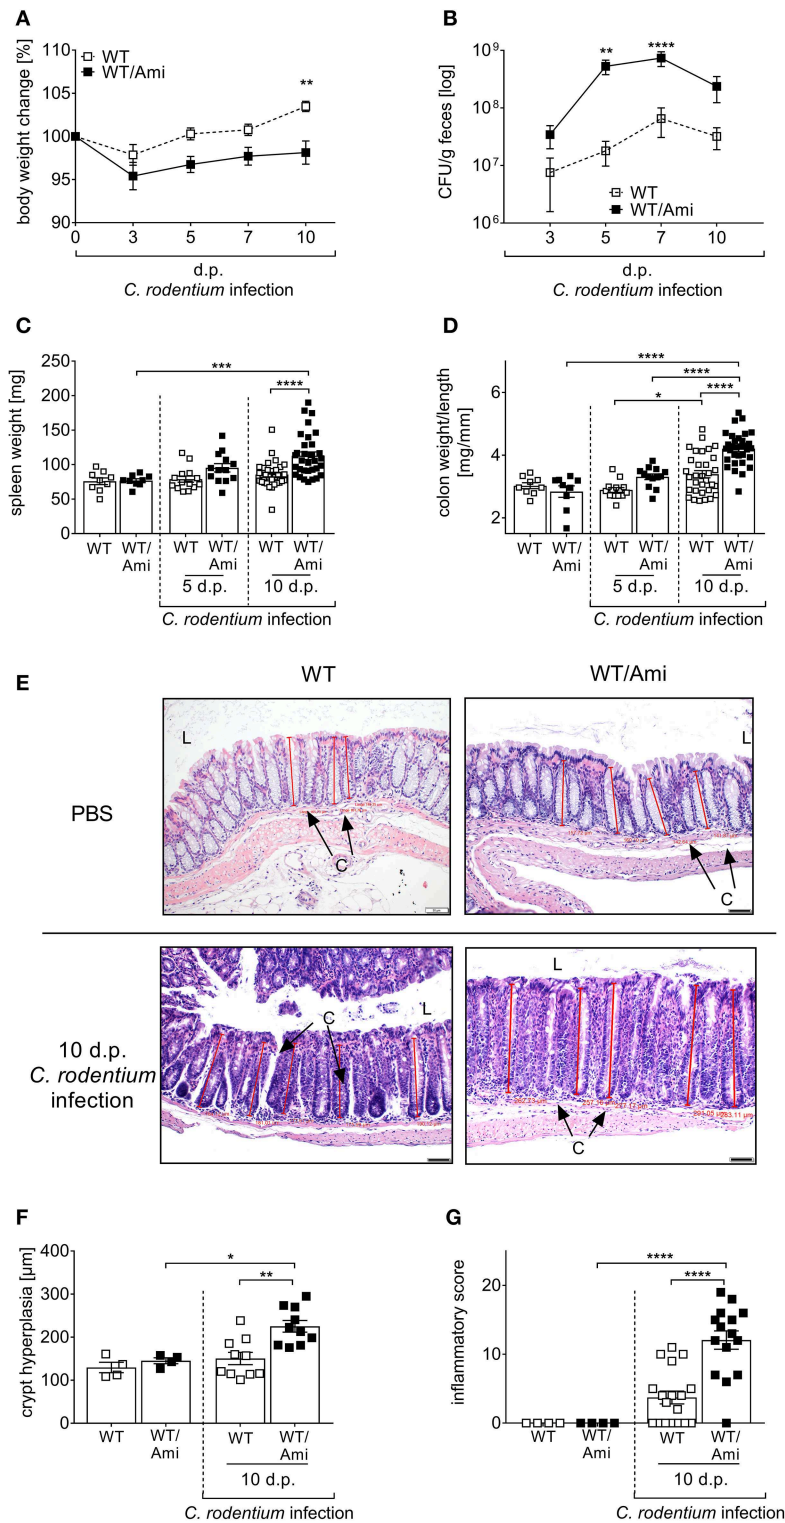 A
body weight change [%]
110
105
100
95
90
WT
WT/Ami
**
0
3
5
7
10
d.p.
C. rodentium infection
B
CFU/g feces [log]
10⁹
10⁸
10⁷
10⁶
**
****
WT
WT/Ami
3
5
7
10
d.p.
C. rodentium infection
C
spleen weight [mg]
250
200
150
100
50
0
***
****
WT
WT/
Ami
WT
WT/
Ami
WT
WT/
Ami
5 d.p.
10 d.p.
C. rodentium infection
D
colon weight/length
[mg/mm]
6
4
2
****
****
*
****
WT
WT/
Ami
WT
WT/
Ami
WT
WT/
Ami
5 d.p.
10 d.p.
C. rodentium infection
E
WT
WT/Ami
PBS
L
C
L
C
10 d.p.
C. rodentium
infection
C
L
L
C
F
crypt hyperplasia [µm]
400
300
200
100
0
*
**
WT
WT/
Ami
WT
WT/
Ami
10 d.p.
C. rodentium infection
G
inflammatory score
20
10
0
****
****
WT
WT/
Ami
WT
WT/
Ami
10 d.p.
C. rodentium infection